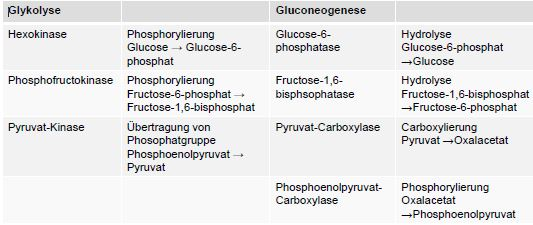 Glykolyse Gluconeogenese
Hexokinase Phosphorylierung Glucose-6- Hydrolyse
Glucose → Glucose-6- phosphatase Glucose-6-phosphat
phosphat →Glucose
Phosphofructokinase Phosphorylierung Fructose-1,6- Hydrolyse
Fructose-6-phosphat → bisphsophatase Fructose-1,6-bisphosphat
Fructose-1,6-bisphosphat →Fructose-6-phosphat
Pyruvat-Kinase Übertragung von Pyruvat-Carboxylase Carboxylierung
Phosophatgruppe Pyruvat →Oxalacetat
Phosphoenolpyruvat →
Pyruvat
Phosphoenolpyruvat- Phosphorylierung
Carboxylase Oxalacetat
→Phosphoenolpyruvat